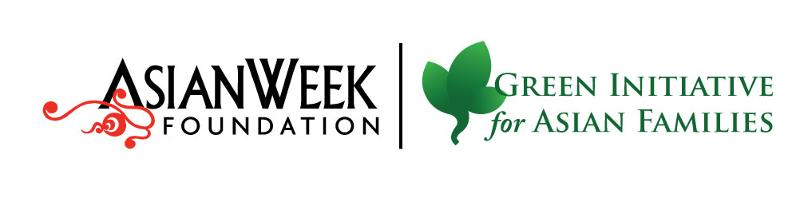 ASIANWEEK
FOUNDATION
GREEN INITIATIVE
for ASIAN FAMILIES